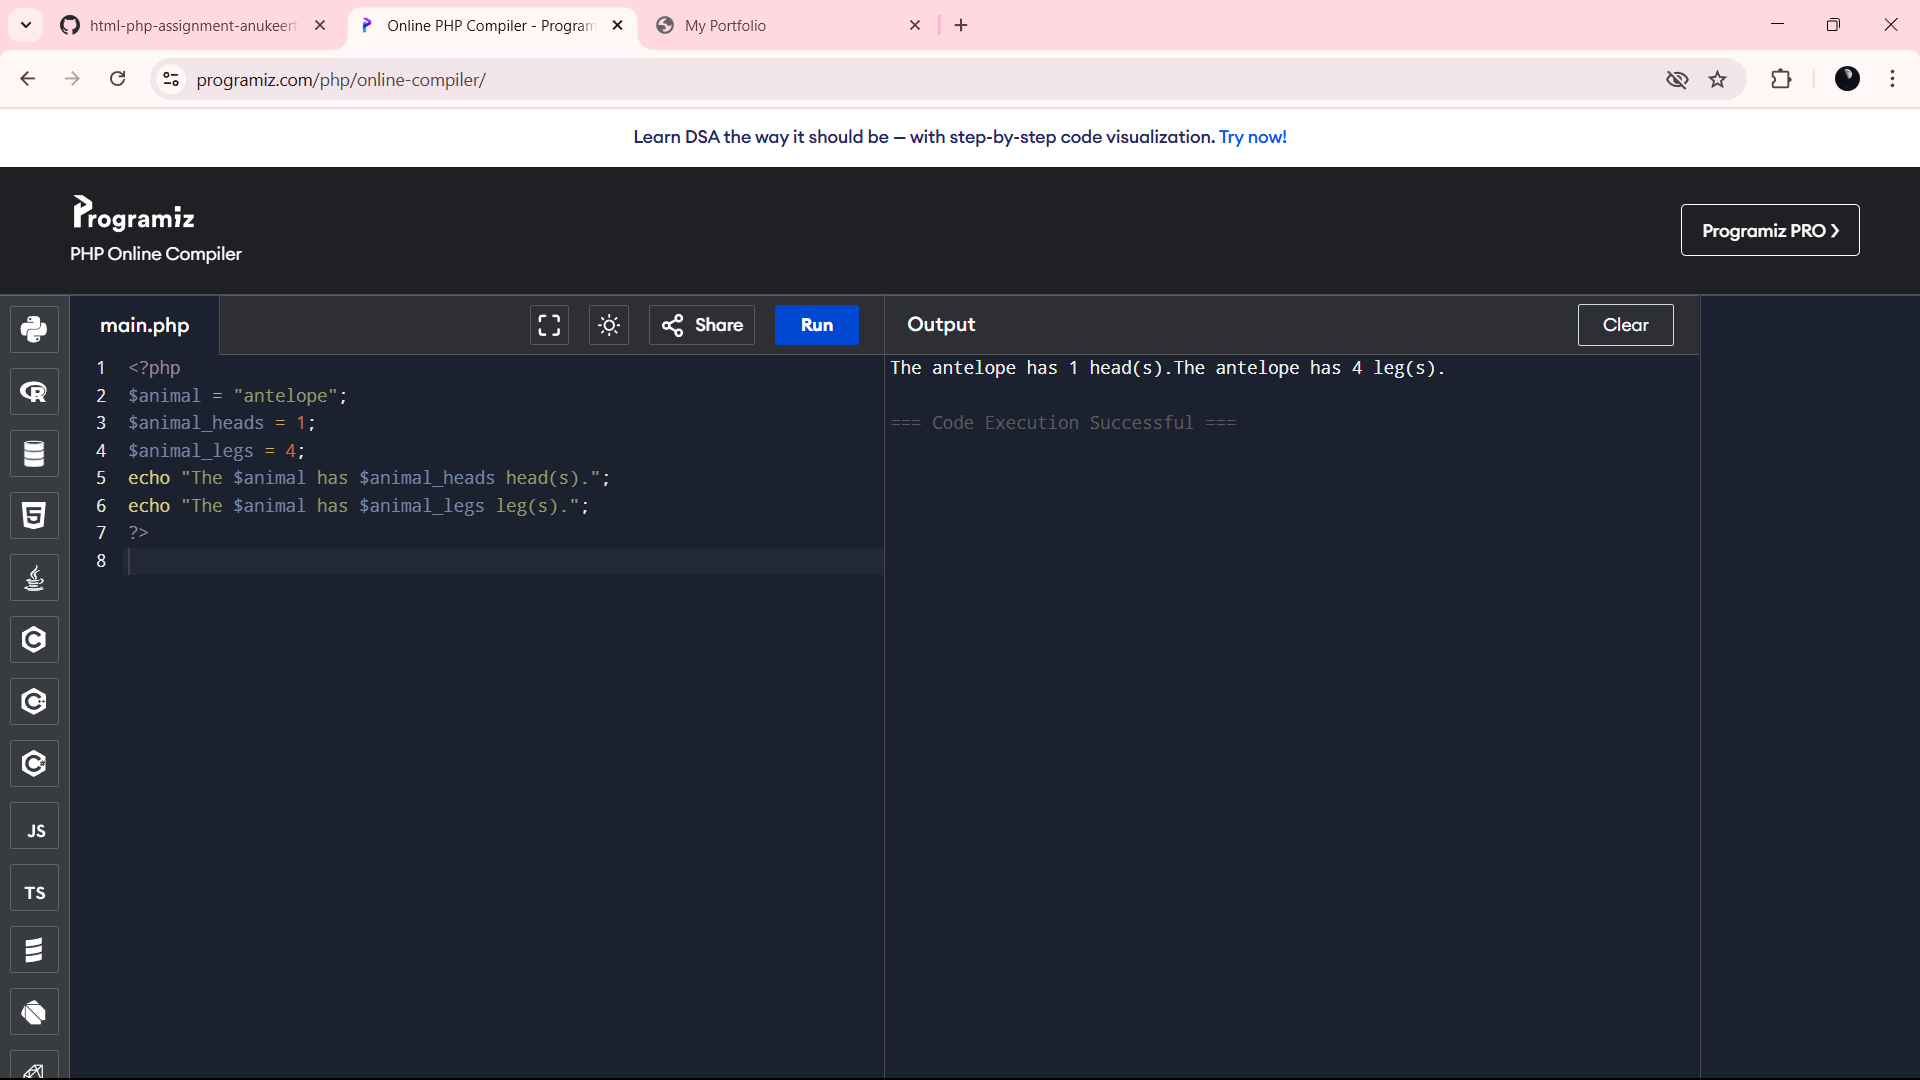 html-php-assignment-anukeert
Online PHP Compiler - Program
My Portfolio
programiz.com/php/online-compiler/
Learn DSA the way it should be — with step-by-step code visualization. Try now!
Programiz
PHP Online Compiler
Programiz PRO ❯
main.php
Share
Run
Output
Clear
1 <?php
2 $animal = "antelope";
3 $animal_heads = 1;
4 $animal_legs = 4;
5 echo "The $animal has $animal_heads head(s).";
6 echo "The $animal has $animal_legs leg(s).";
7 ?>
8
The antelope has 1 head(s).The antelope has 4 leg(s).
=== Code Execution Successful ===
R
5
C
C
C
JS
TS